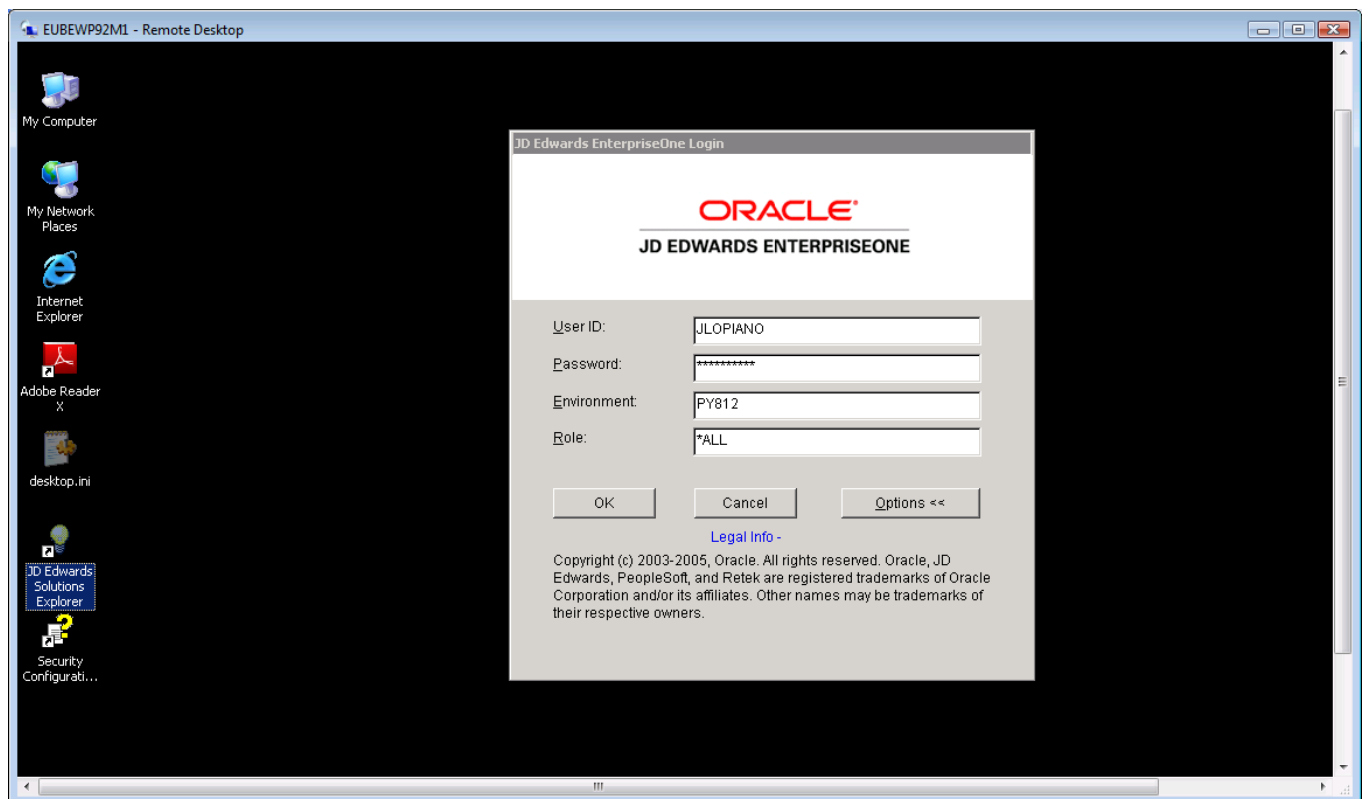 EUBEWP92M1 - Remote Desktop
My Computer
My Network
Places
Internet
Explorer
Adobe Reader
X
desktop.ini
JD Edwards
Solutions
Explorer
Security
Configurati...
JD Edwards EnterpriseOne Login
ORACLE®
JD EDWARDS ENTERPRISEONE
User ID: JLOPIANO
Password: **********
Environment: PY812
Role: *ALL
OK Cancel Options <<
Legal Info -
Copyright (c) 2003-2005, Oracle. All rights reserved. Oracle, JD
Edwards, PeopleSoft, and Retek are registered trademarks of Oracle
Corporation and/or its affiliates. Other names may be trademarks of
their respective owners.